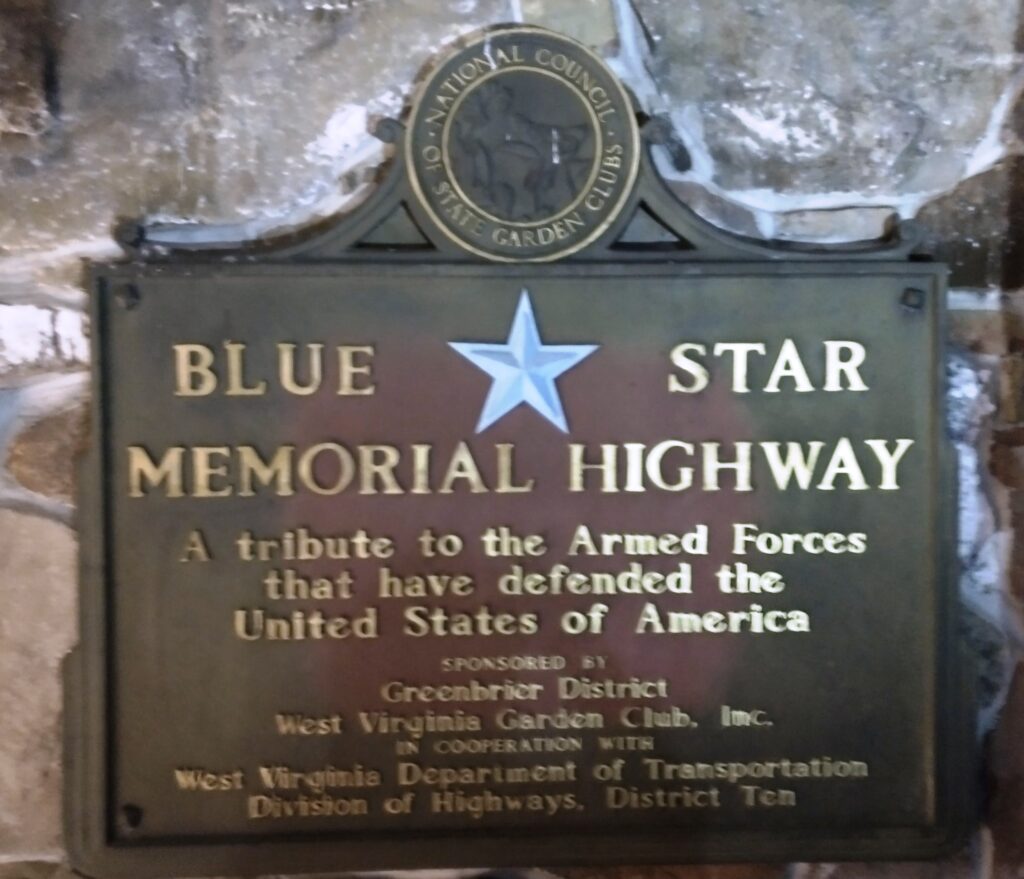 NATIONAL COUNCIL
OF STATE GARDEN CLUBS
BLUE STAR
MEMORIAL HIGHWAY
A tribute to the Armed Forces
that have defended the
United States of America
SPONSORED BY
Greenbrier District
West Virginia Garden Club, Inc.
IN COOPERATION WITH
West Virginia Department of Transportation
Division of Highways, District Ten